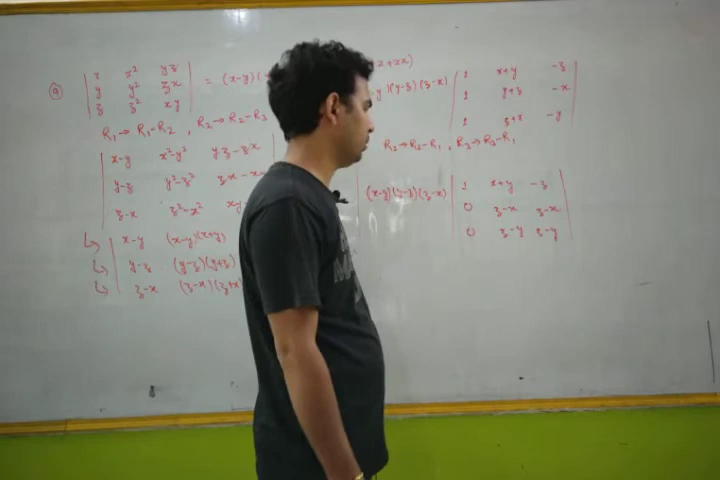 (a) | x x² yz | = (x-y)( zx)
| y y² zx |
| z z² xy |
R₁ → R₁-R₂ , R₂ → R₂-R₃
| x-y x²-y² yz-zx |
| y-z y²-z² zx-
| z-x z²-x² xy-
| x-y (x-y)(x+y)
| y-z (y-z)(y+z)
| z-x (z-x)(z+x)
y)(y-z)(z-x) | 1 x+y -z |
| 1 y+z -x |
| 1 z+x -y |
R₂ → R₂-R₁ , R₃ → R₃-R₁
(x-y)(y-z)(z-x) | 1 x+y -z |
| 0 z-x z-x |
| 0 z-y z-y |